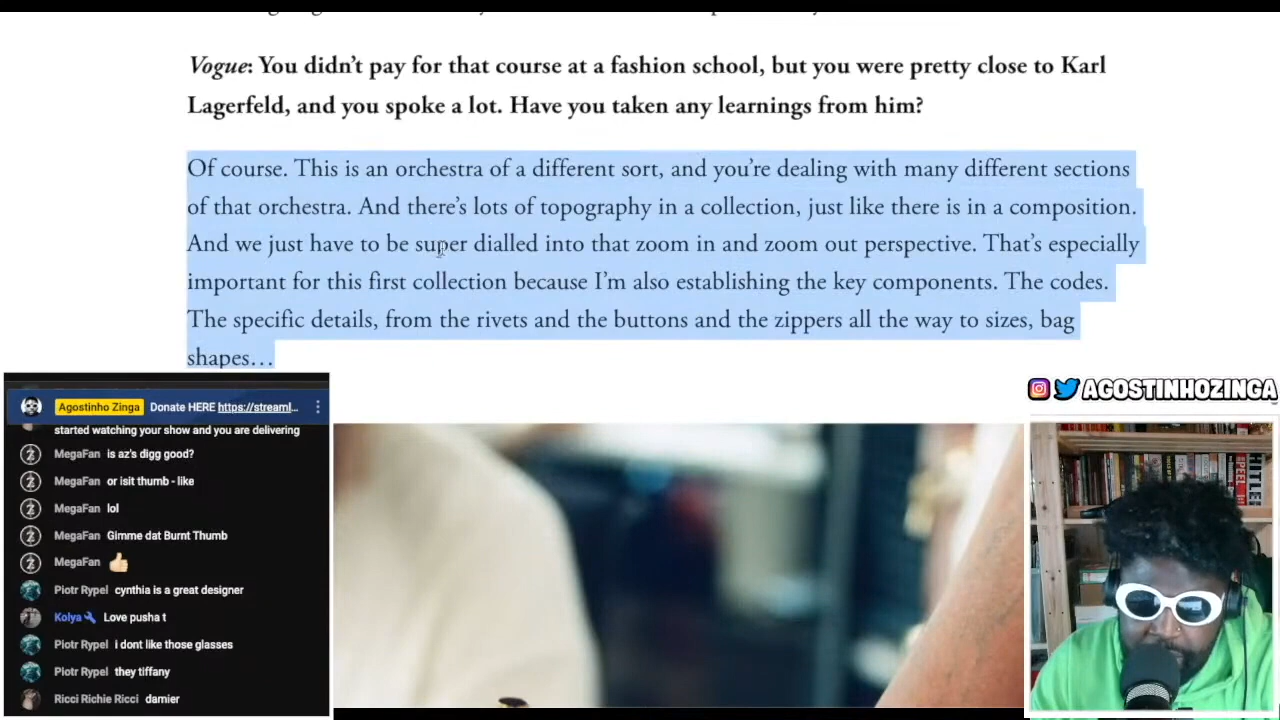 Vogue: You didn’t pay for that course at a fashion school, but you were pretty close to Karl
Lagerfeld, and you spoke a lot. Have you taken any learnings from him?
Of course. This is an orchestra of a different sort, and you’re dealing with many different sections
of that orchestra. And there’s lots of topography in a collection, just like there is in a composition.
And we just have to be super dialled into that zoom in and zoom out perspective. That’s especially
important for this first collection because I’m also establishing the key components. The codes.
The specific details, from the rivets and the buttons and the zippers all the way to sizes, bag
shapes…
Agostinho Zinga Donate HERE https://streaml...
started watching your show and you are delivering
MegaFan is az's digg good?
MegaFan or isit thumb - like
MegaFan lol
MegaFan Gimme dat Burnt Thumb
MegaFan 👍🏻
Piotr Rypel cynthia is a great designer
Kolya Love pusha t
Piotr Rypel i dont like those glasses
Piotr Rypel they tiffany
Ricci Richie Ricci damier
AGOSTINHOZINGA
HITLER
PEEL